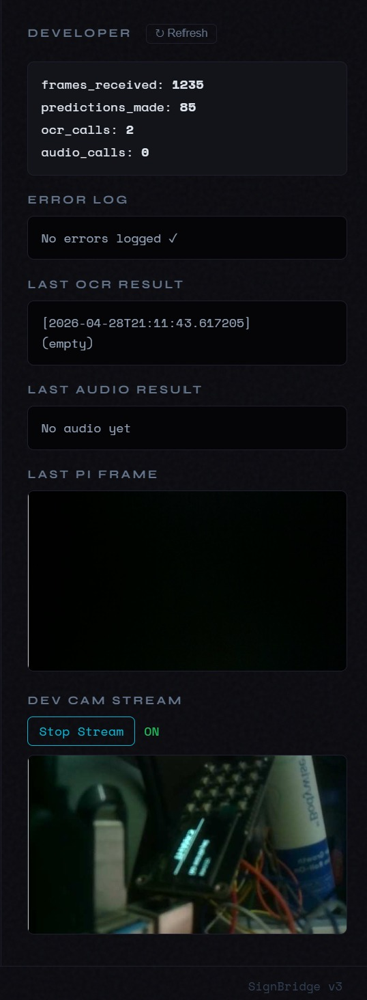 DEVELOPER ↻ Refresh
frames_received: 1235
predictions_made: 85
ocr_calls: 2
audio_calls: 0
ERROR LOG
No errors logged ✓
LAST OCR RESULT
[2026-04-28T21:11:43.617205]
(empty)
LAST AUDIO RESULT
No audio yet
LAST PI FRAME
DEV CAM STREAM
Stop Stream ON
Bodywise
SignBridge v3